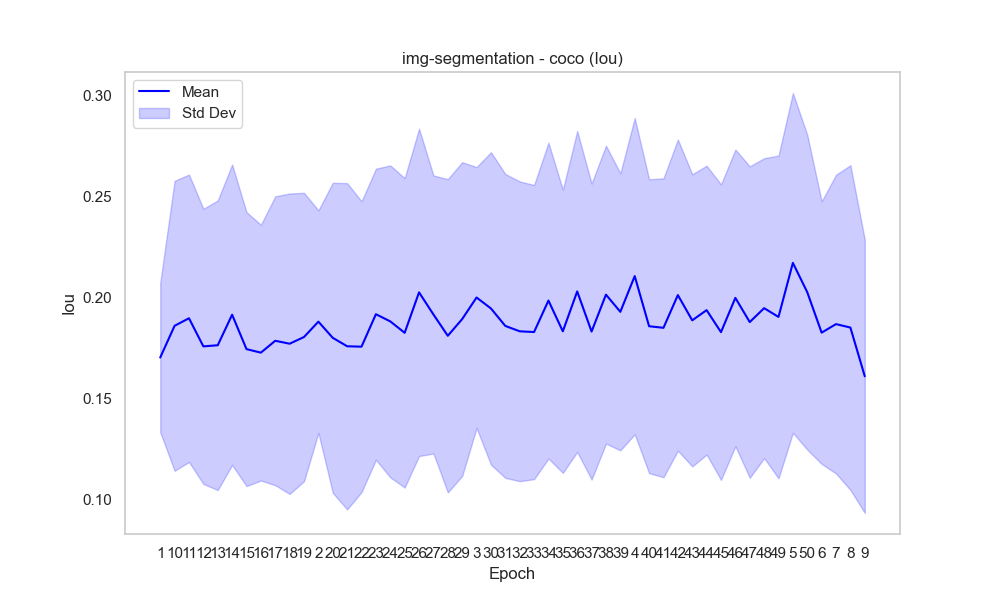 img-segmentation - coco (Iou)
Mean
Std Dev
0.30
0.25
0.20
0.15
0.10
Iou
1 10 11 12 13 14 15 16 17 18 19 2 20 21 22 23 24 25 26 27 28 29 3 30 31 32 33 34 35 36 37 38 39 4 40 41 42 43 44 45 46 47 48 49 5 50 6 7 8 9
Epoch